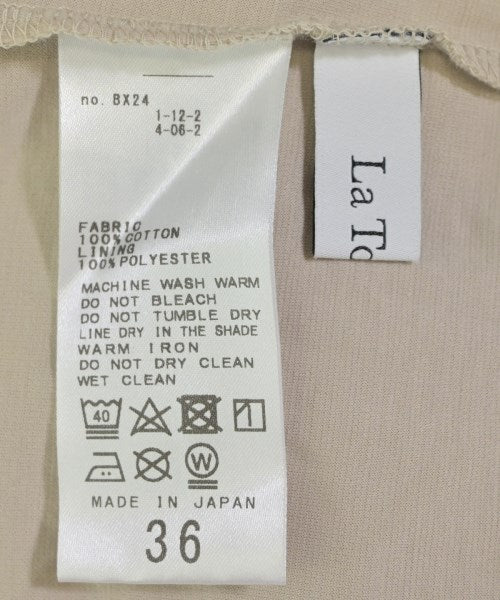 no. BX24
1-12-2
4-06-2
FABRIC
100% COTTON
LINING
100% POLYESTER
MACHINE WASH WARM
DO NOT BLEACH
DO NOT TUMBLE DRY
LINE DRY IN THE SHADE
WARM IRON
DO NOT DRY CLEAN
WET CLEAN
40
W
MADE IN JAPAN
36
La To